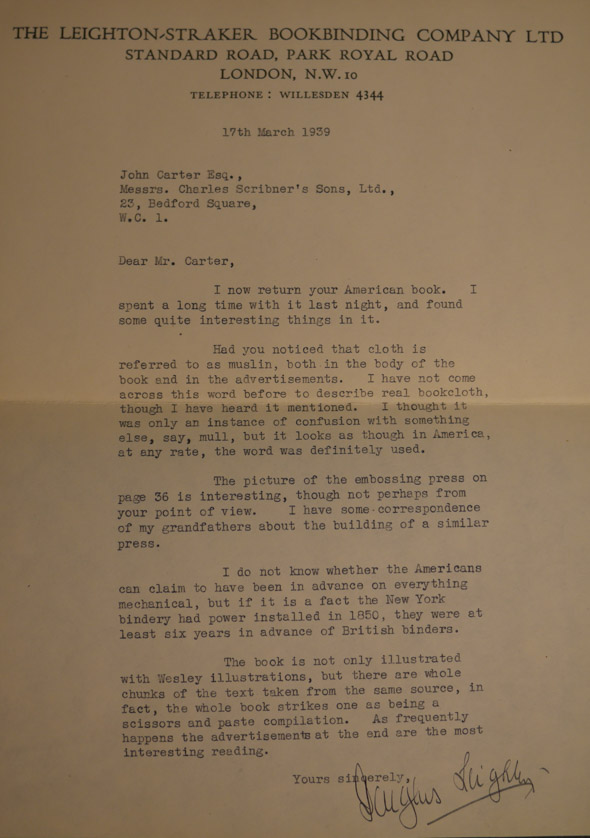 THE LEIGHTON-STRAKER BOOKBINDING COMPANY LTD
STANDARD ROAD, PARK ROYAL ROAD
LONDON, N.W. 10
TELEPHONE : WILLESDEN 4344
17th March 1939
John Carter Esq.,
Messrs. Charles Scribner's Sons, Ltd.,
23, Bedford Square,
W.C. 1.
Dear Mr. Carter,
I now return your American book. I
spent a long time with it last night, and found
some quite interesting things in it.
Had you noticed that cloth is
referred to as muslin, both in the body of the
book and in the advertisements. I have not come
across this word before to describe real bookcloth,
though I have heard it mentioned. I thought it
was only an instance of confusion with something
else, say, mull, but it looks as though in America,
at any rate, the word was definitely used.
The picture of the embossing press on
page 36 is interesting, though not perhaps from
your point of view. I have some correspondence
of my grandfathers about the building of a similar
press.
I do not know whether the Americans
can claim to have been in advance on everything
mechanical, but if it is a fact the New York
bindery had power installed in 1850, they were at
least six years in advance of British binders.
The book is not only illustrated
with Wesley illustrations, but there are whole
chunks of the text taken from the same source, in
fact, the whole book strikes one as being a
scissors and paste compilation. As frequently
happens the advertisements at the end are the most
interesting reading.
Yours sincerely,
Douglas Leighton